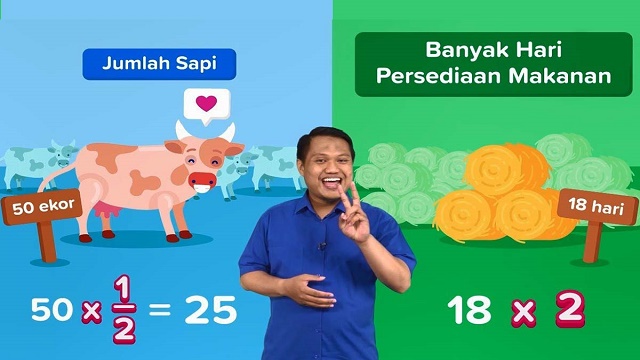 Jumlah Sapi
Banyak Hari
Persediaan Makanan
50 ekor
18 hari
50 x 1/2 = 25
18 x 2